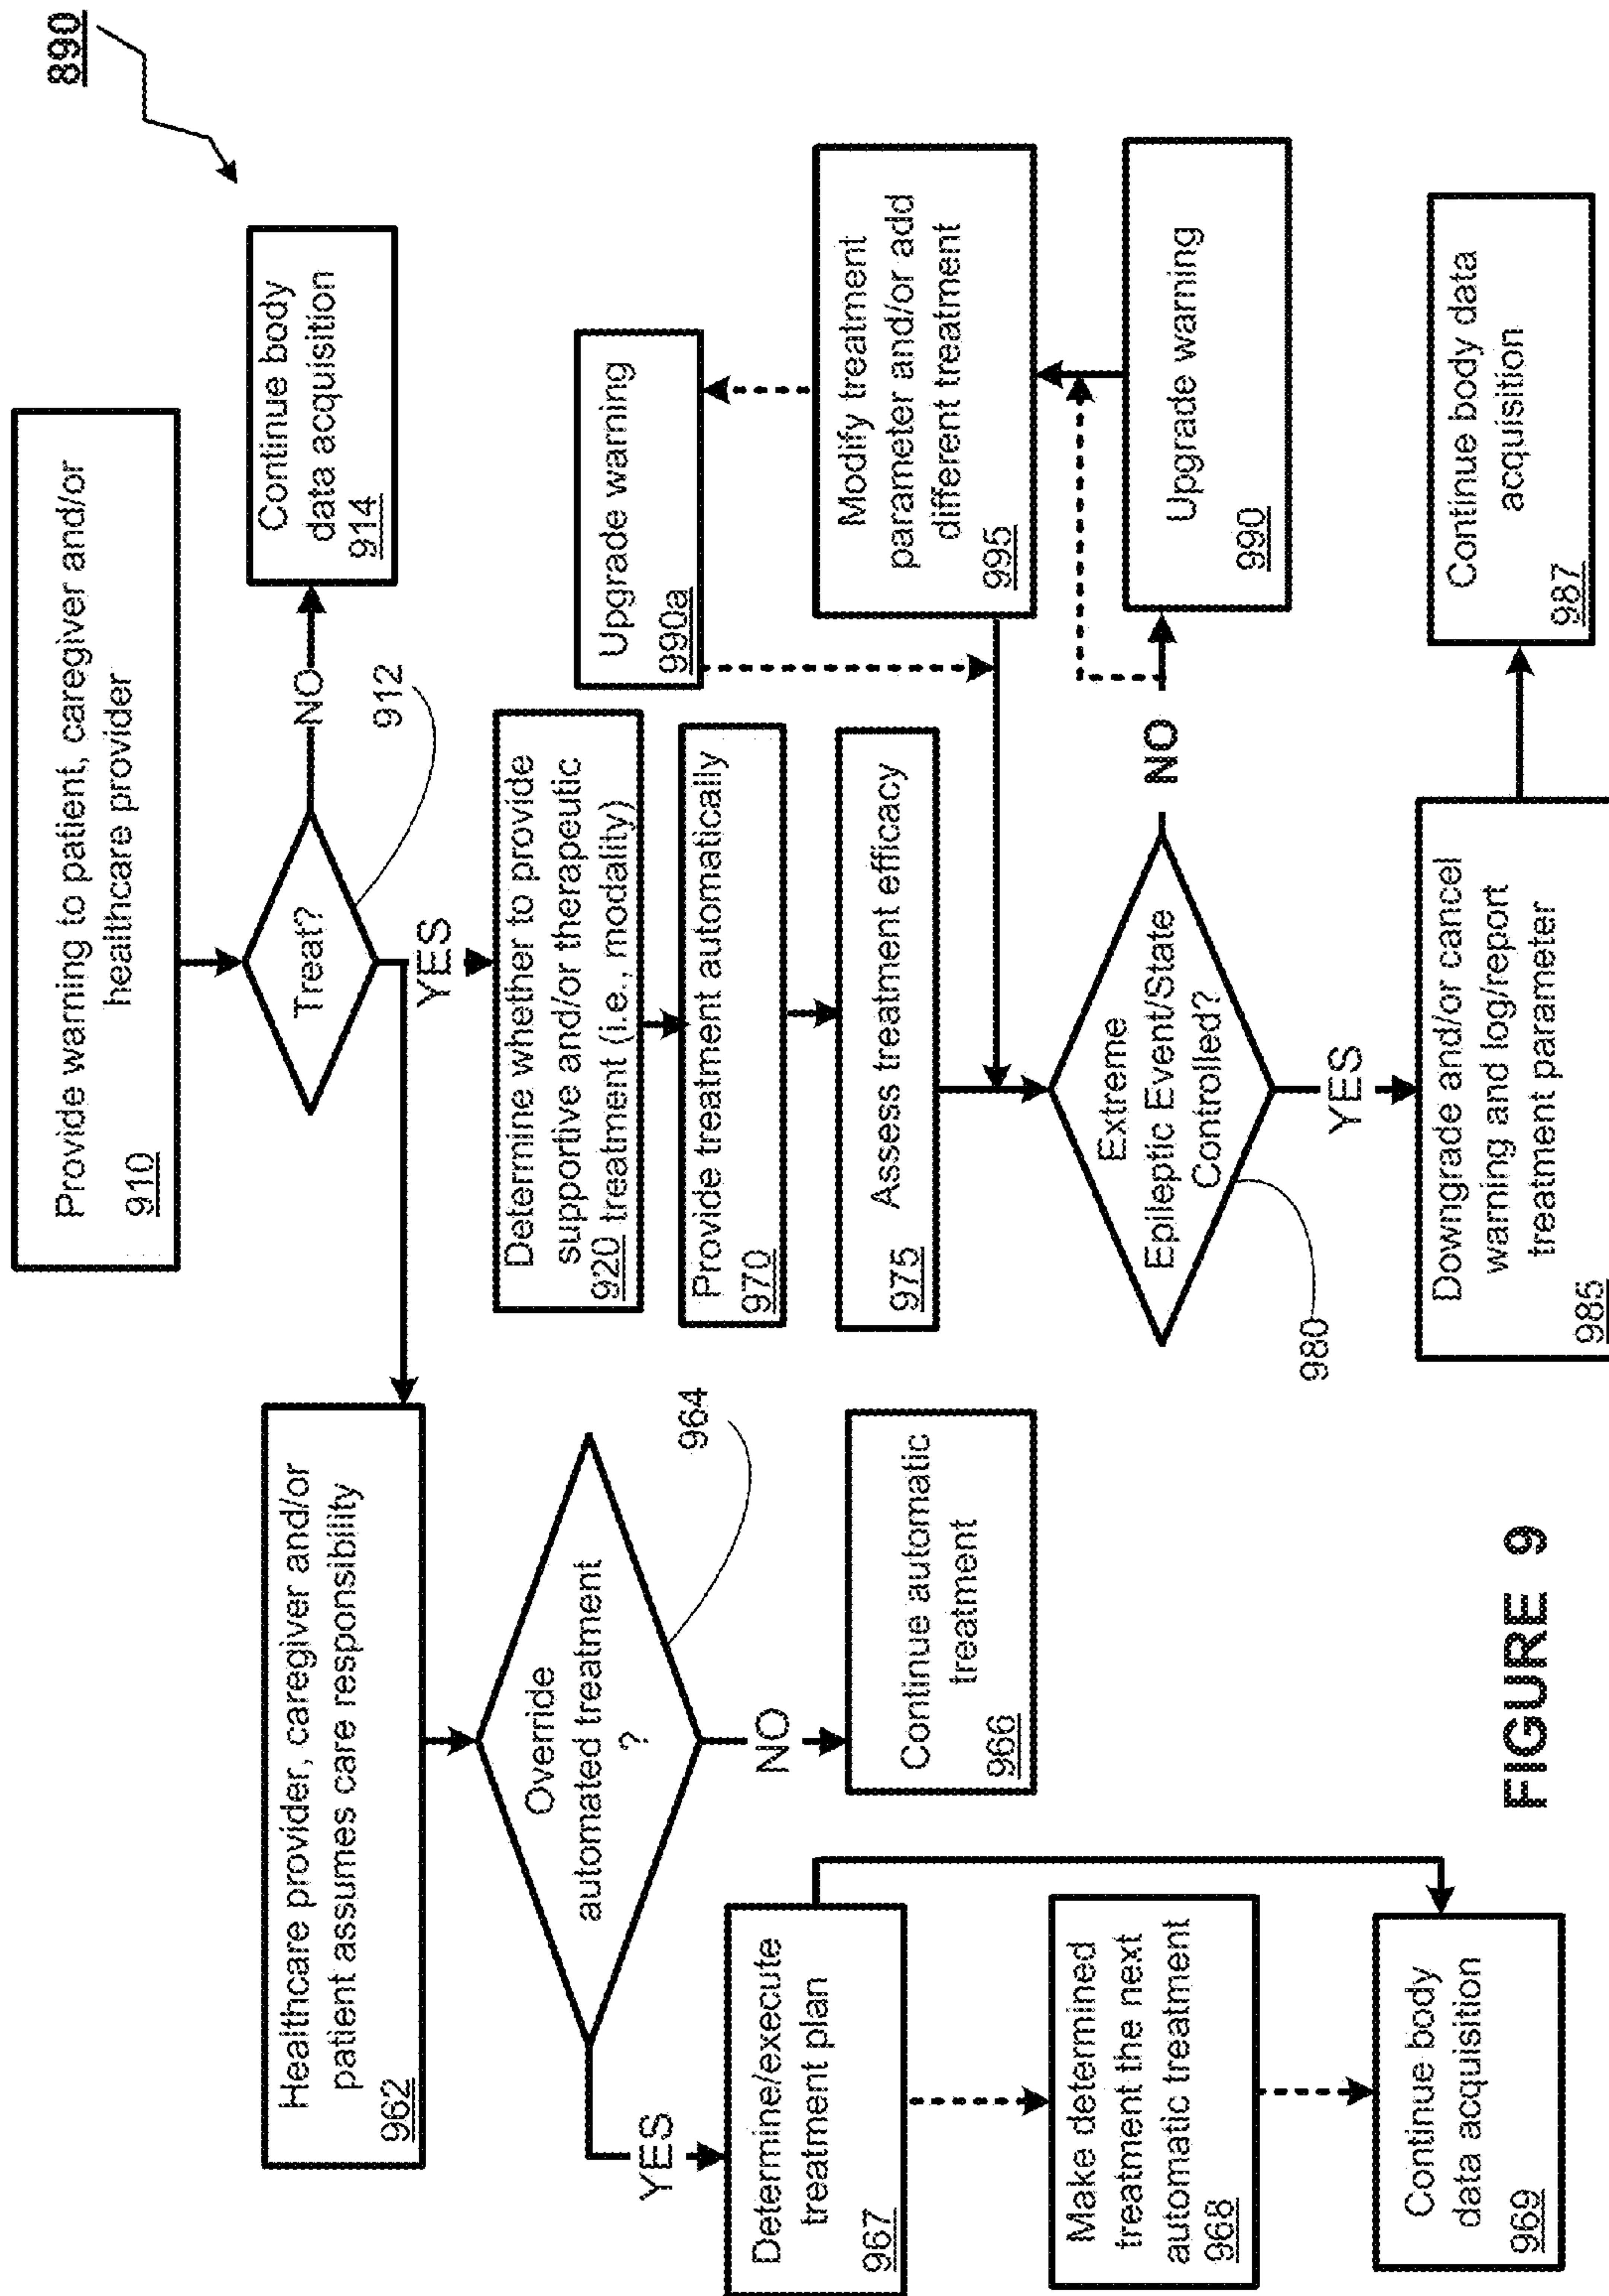 890
Provide warning to patient, caregiver and/or
healthcare provider
910
Treat?
912
NO
Continue body
data acquisition
914
YES
Healthcare provider, caregiver and/or
patient assumes care responsibility
962
Override
automated treatment
?
964
NO
Continue automatic
treatment
966
YES
Determine/execute
treatment plan
967
Make determined
treatment the next
automatic treatment
968
Continue body
data acquisition
969
Determine whether to provide
supportive and/or therapeutic
920 treatment (i.e., modality)
Provide treatment automatically
970
Assess treatment efficacy
975
Extreme
Epileptic Event/State
Controlled?
980
NO
Upgrade warning
990
Modify treatment
parameter and/or add
different treatment
995
Upgrade warning
990a
YES
Downgrade and/or cancel
warning and log/report
treatment parameter
985
Continue body data
acquisition
987
FIGURE 9